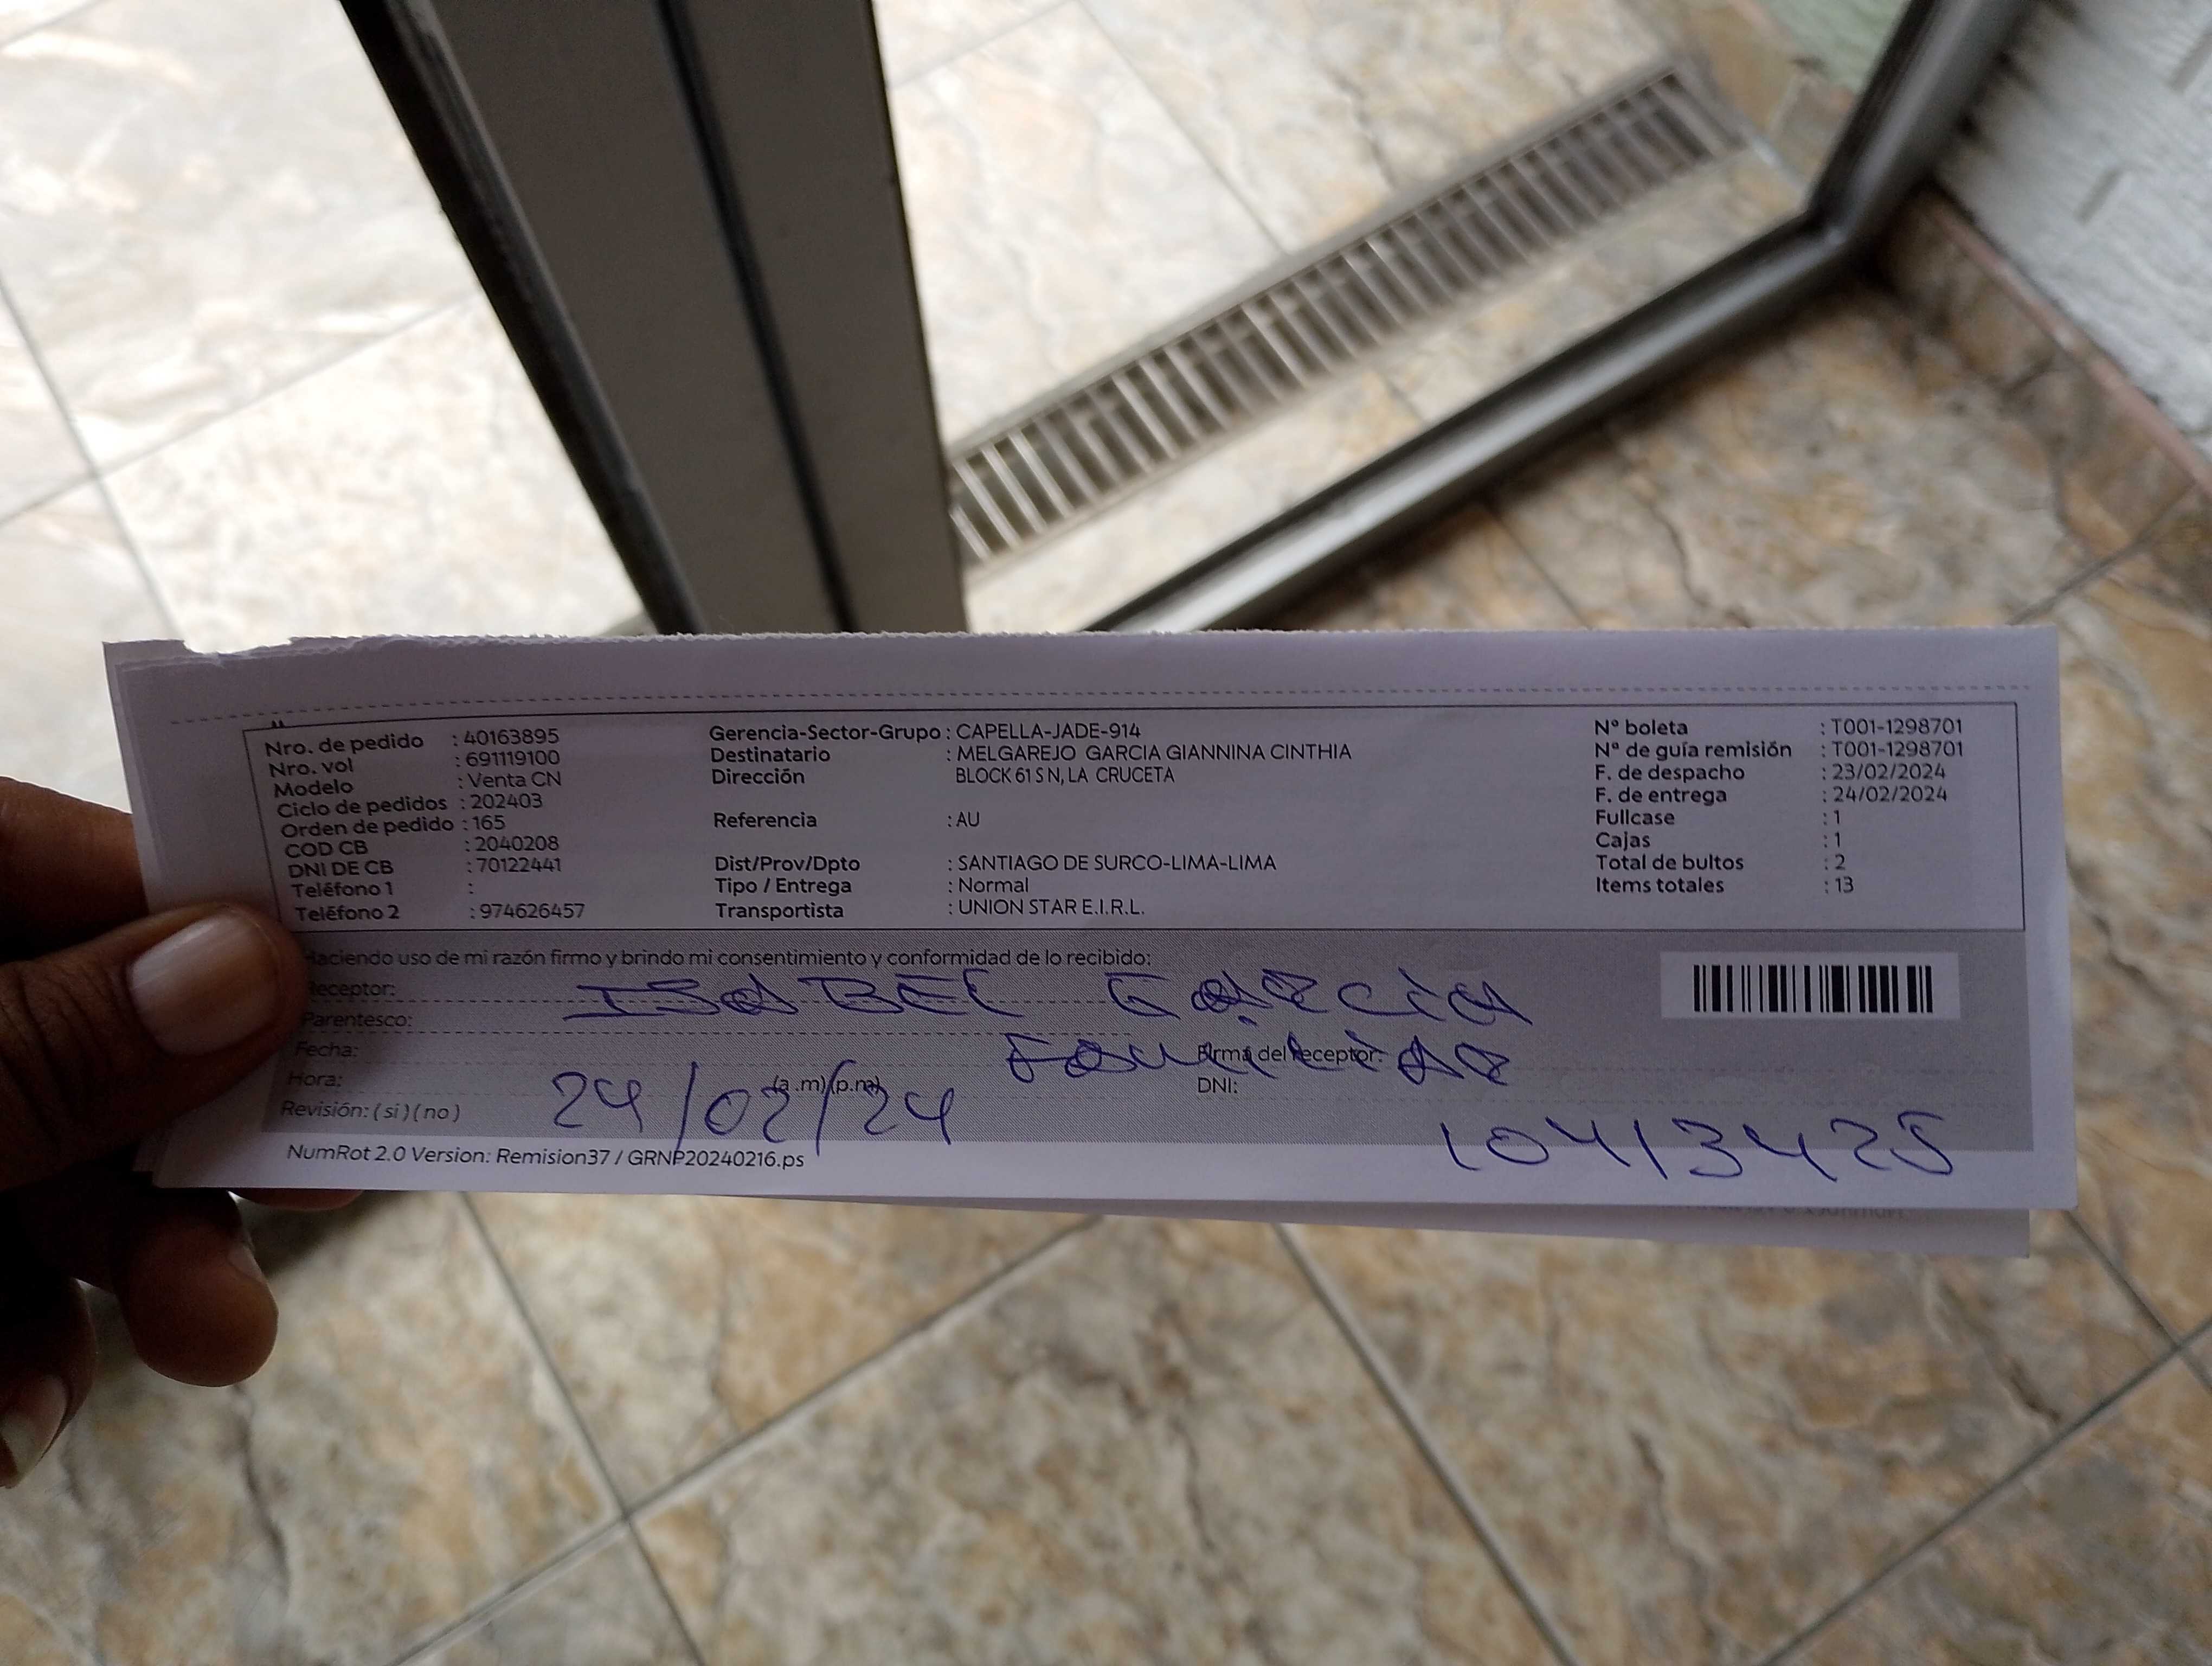 Nro. de pedido : 40163895
Nro. vol : 691119100
Modelo : Venta CN
Ciclo de pedidos : 202403
Orden de pedido : 165
COD CB : 2040208
DNI DE CB : 70122441
Teléfono 1 :
Teléfono 2 : 974626457
Gerencia-Sector-Grupo : CAPELLA-JADE-914
Destinatario : MELGAREJO GARCIA GIANNINA CINTHIA
Dirección BLOCK 61 S N, LA CRUCETA
Referencia : AU
Dist/Prov/Dpto : SANTIAGO DE SURCO-LIMA-LIMA
Tipo / Entrega : Normal
Transportista : UNION STAR E.I.R.L.
Nº boleta : T001-1298701
Nª de guía remisión : T001-1298701
F. de despacho : 23/02/2024
F. de entrega : 24/02/2024
Fullcase : 1
Cajas : 1
Total de bultos : 2
Items totales : 13
Haciendo uso de mi razón firmo y brindo mi consentimiento y conformidad de lo recibido:
Receptor: ISABEL GARCIA
Parentesco: Familiar
Fecha: Firma del receptor:
Hora: (a .m) (p.m) DNI:
24/02/24 10413425
Revisión: ( si ) ( no )
NumRot 2.0 Version: Remision37 / GRNP20240216.ps